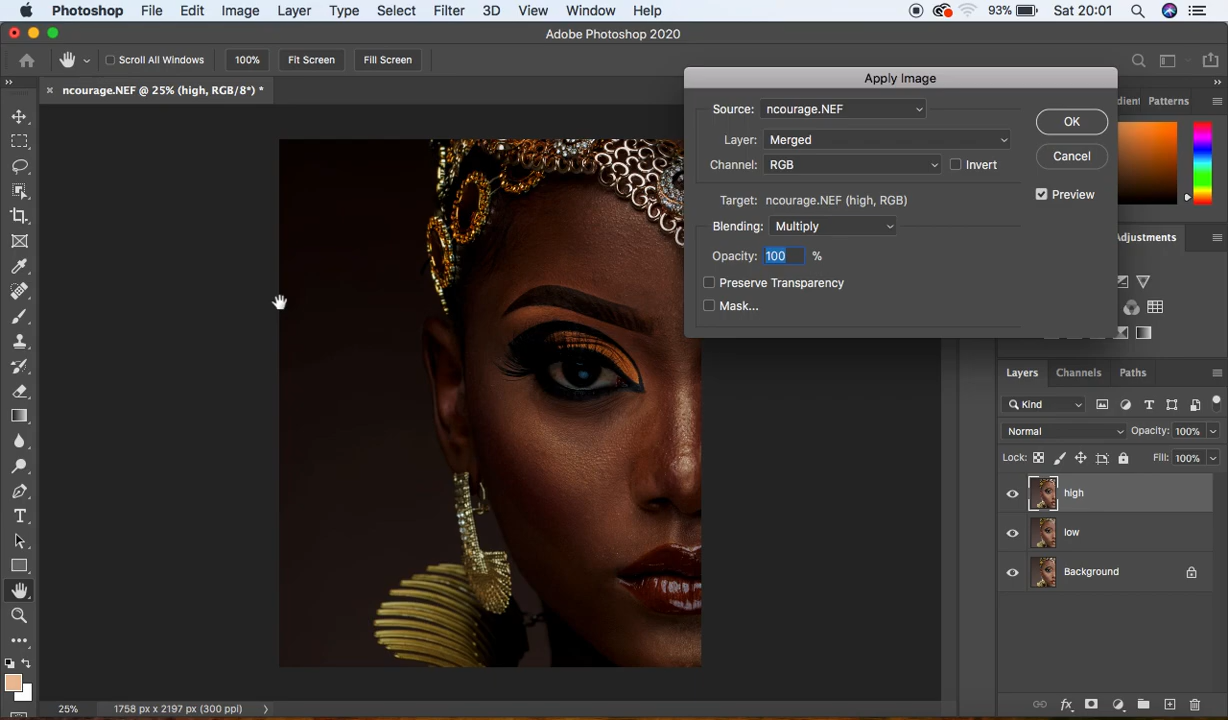 Photoshop File Edit Image Layer Type Select Filter 3D View Window Help 93% Sat 20:01
Adobe Photoshop 2020
Scroll All Windows 100% Fit Screen Fill Screen
× ncourage.NEF @ 25% (high, RGB/8*) *
Apply Image
Source: ncourage.NEF
OK
Layer: Merged
Channel: RGB Invert
Cancel
Preview
Target: ncourage.NEF (high, RGB)
Blending: Multiply
Opacity: 100 %
Preserve Transparency
Mask...
dient Patterns
Adjustments
Layers Channels Paths
Kind
Normal Opacity: 100%
Lock: Fill: 100%
high
low
Background
fx
25% 1758 px x 2197 px (300 ppi)